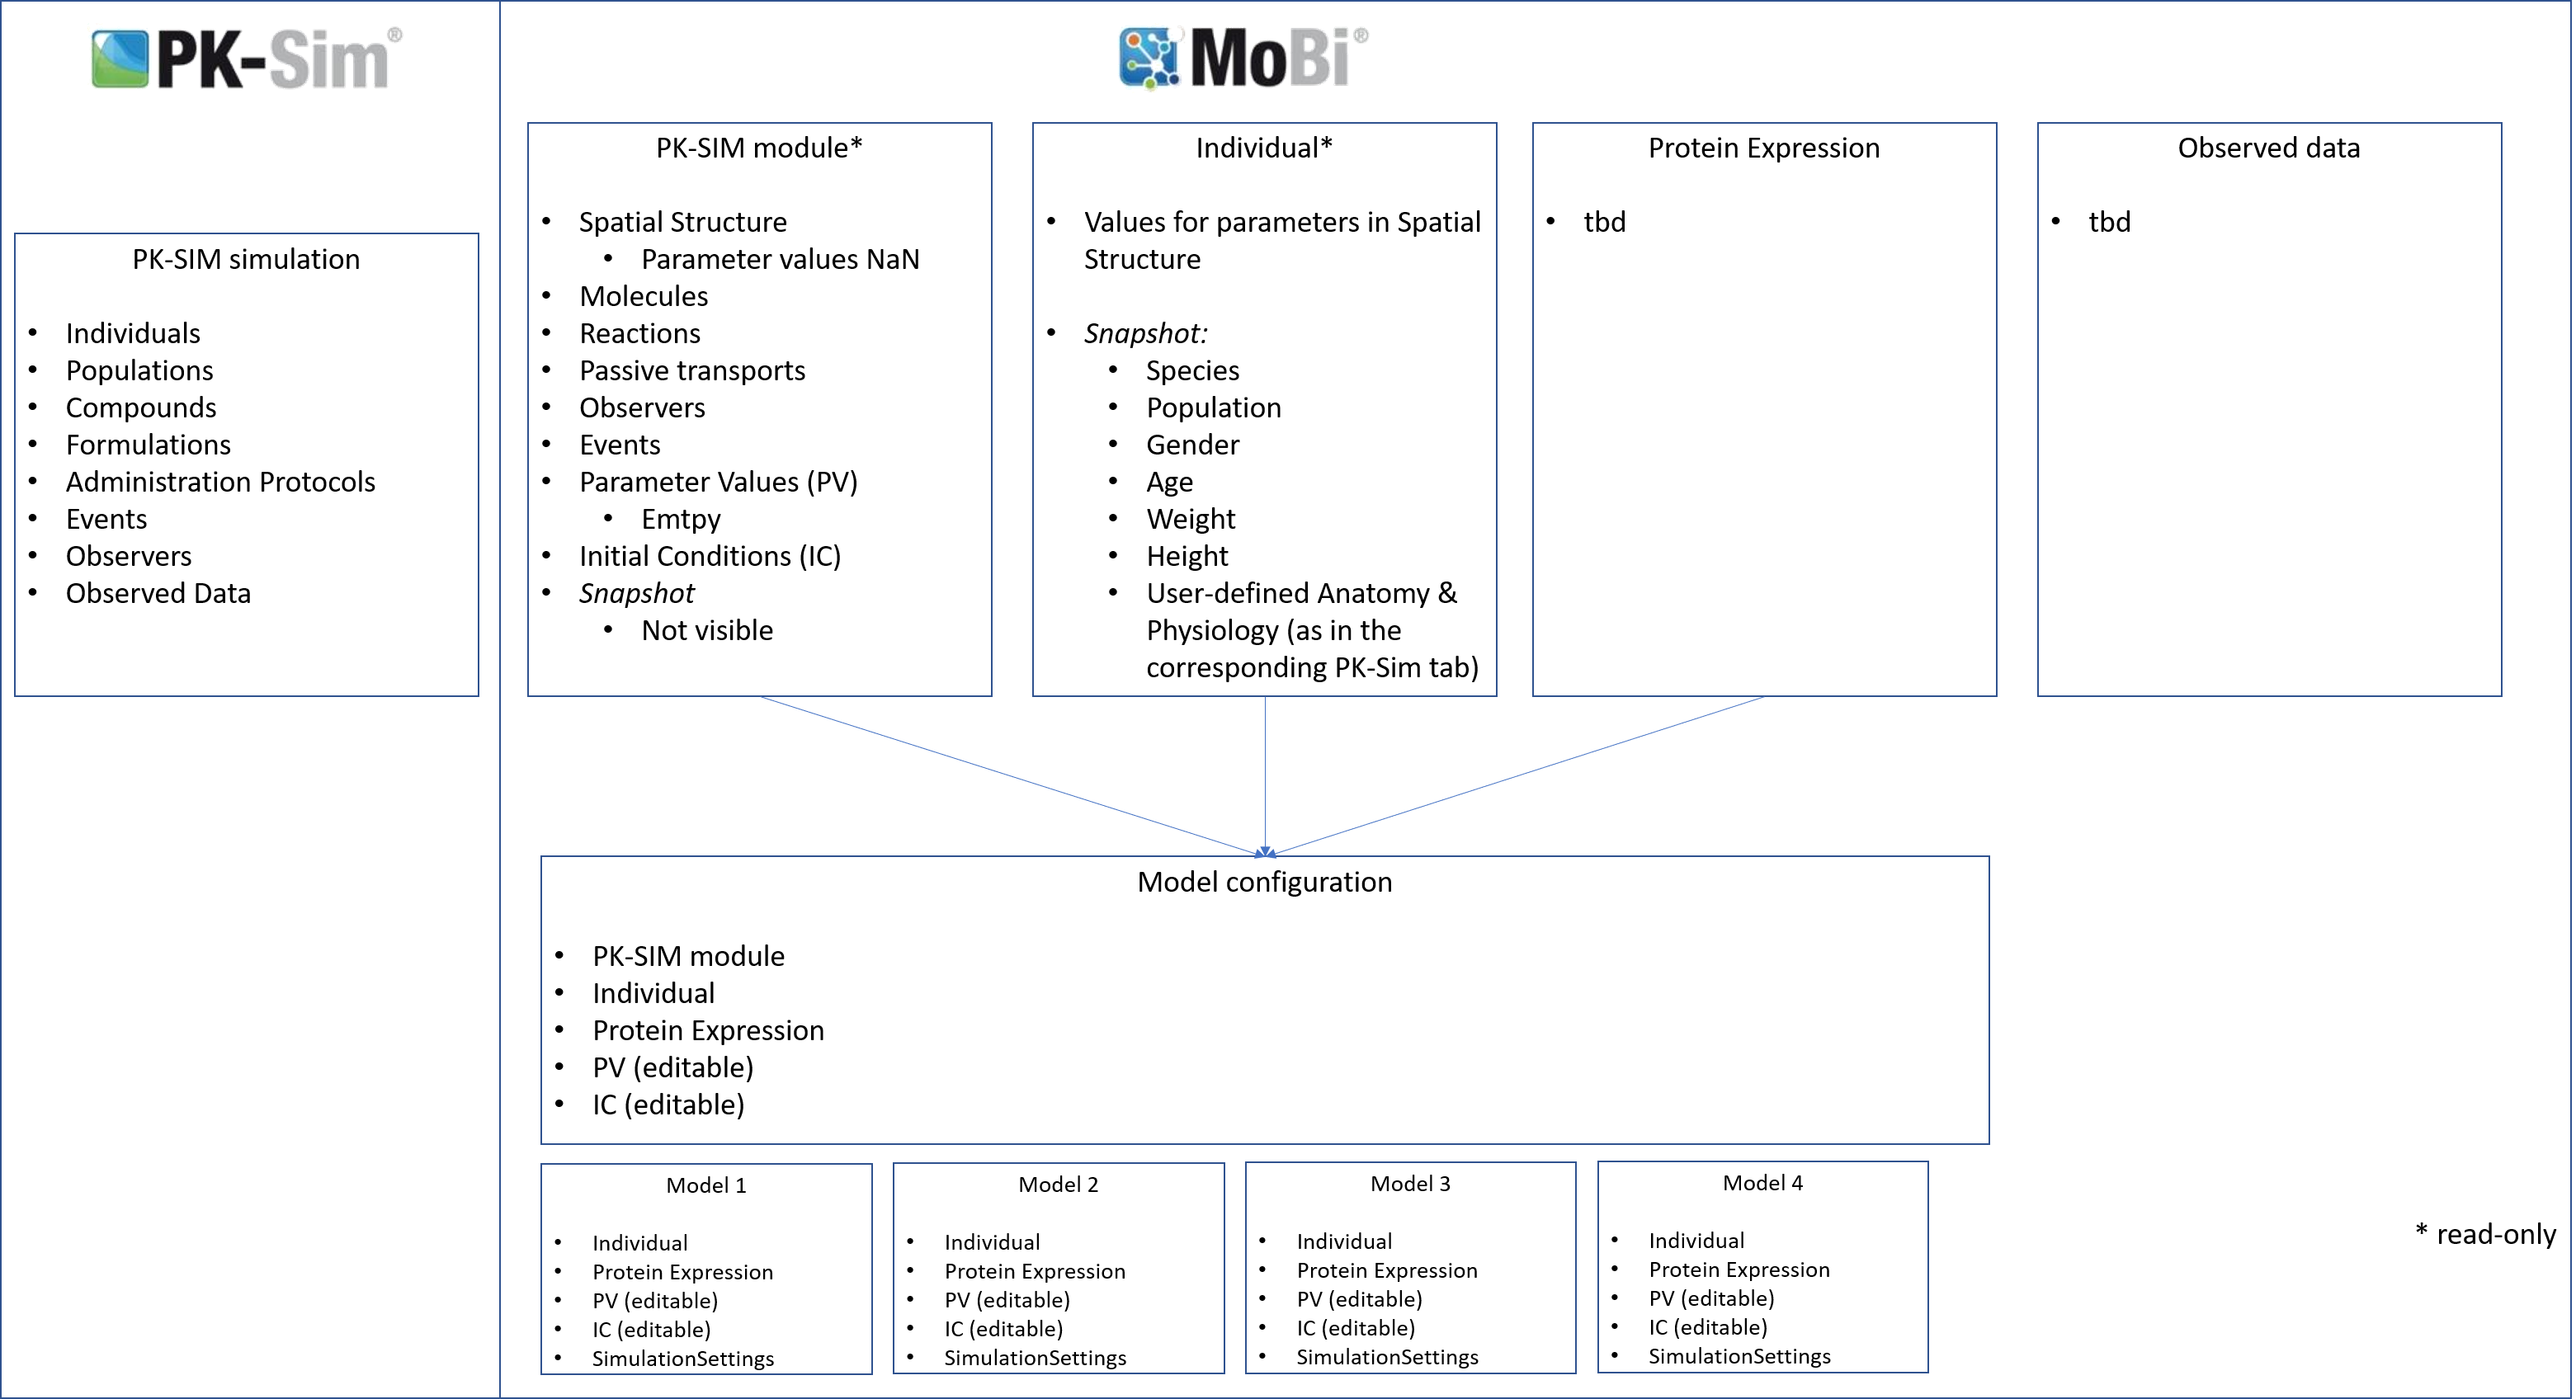 PK-Sim®
PK-SIM simulation
• Individuals
• Populations
• Compounds
• Formulations
• Administration Protocols
• Events
• Observers
• Observed Data
MoBi®
PK-SIM module*
• Spatial Structure
• Parameter values NaN
• Molecules
• Reactions
• Passive transports
• Observers
• Events
• Parameter Values (PV)
• Emtpy
• Initial Conditions (IC)
• Snapshot
• Not visible
Individual*
• Values for parameters in Spatial
Structure
• Snapshot:
• Species
• Population
• Gender
• Age
• Weight
• Height
• User-defined Anatomy &
Physiology (as in the
corresponding PK-Sim tab)
Protein Expression
• tbd
Observed data
• tbd
Model configuration
• PK-SIM module
• Individual
• Protein Expression
• PV (editable)
• IC (editable)
Model 1
• Individual
• Protein Expression
• PV (editable)
• IC (editable)
• SimulationSettings
Model 2
• Individual
• Protein Expression
• PV (editable)
• IC (editable)
• SimulationSettings
Model 3
• Individual
• Protein Expression
• PV (editable)
• IC (editable)
• SimulationSettings
Model 4
• Individual
• Protein Expression
• PV (editable)
• IC (editable)
• SimulationSettings
* read-only